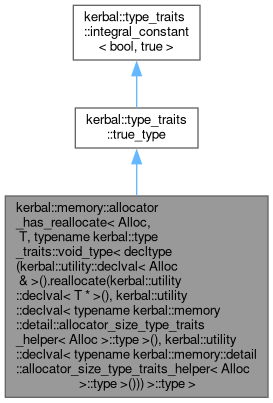 kerbal::type_traits
::integral_constant
< bool, true >
kerbal::type_traits
::true_type
kerbal::memory::allocator
_has_reallocate< Alloc,
T, typename kerbal::type
_traits::void_type< decltype
(kerbal::utility::declval< Alloc
& >().reallocate(kerbal::utility
::declval< T * >(), kerbal::utility
::declval< typename kerbal::memory
::detail::allocator_size_type_traits
_helper< Alloc >::type >(), kerbal::utility
::declval< typename kerbal::memory::detail
::allocator_size_type_traits_helper< Alloc
>::type >())) >::type >